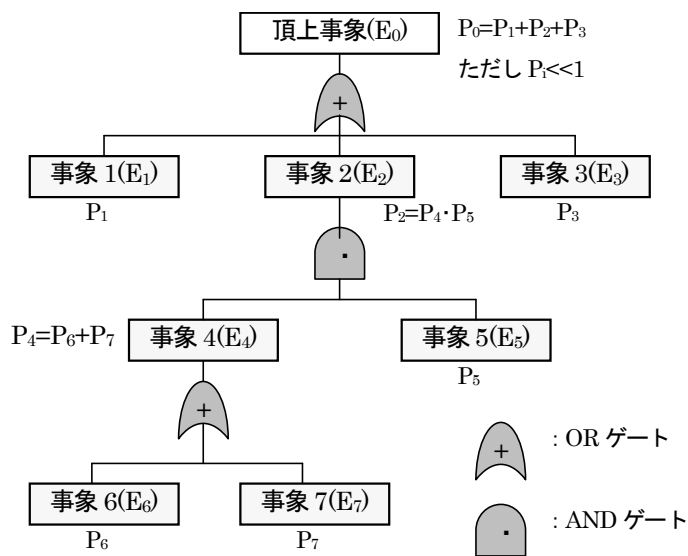 頂上事象(E₀)
P₀=P₁+P₂+P₃
ただし Pᵢ<<1
+
事象 1(E₁)
事象 2(E₂)
事象 3(E₃)
P₁
P₂=P₄・P₅
P₃
・
P₄=P₆+P₇
事象 4(E₄)
事象 5(E₅)
P₅
+
事象 6(E₆)
事象 7(E₇)
P₆
P₇
+
: OR ゲート
・
: AND ゲート